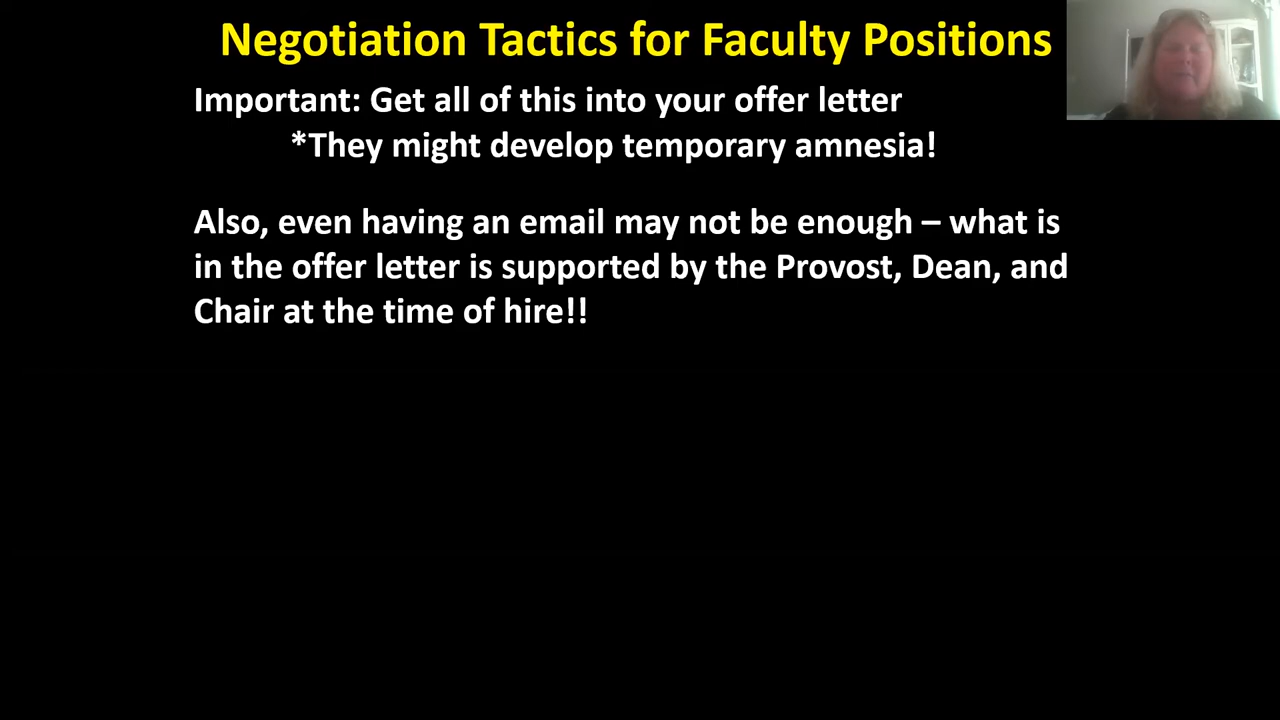 Negotiation Tactics for Faculty Positions
Important: Get all of this into your offer letter
*They might develop temporary amnesia!
Also, even having an email may not be enough – what is
in the offer letter is supported by the Provost, Dean, and
Chair at the time of hire!!